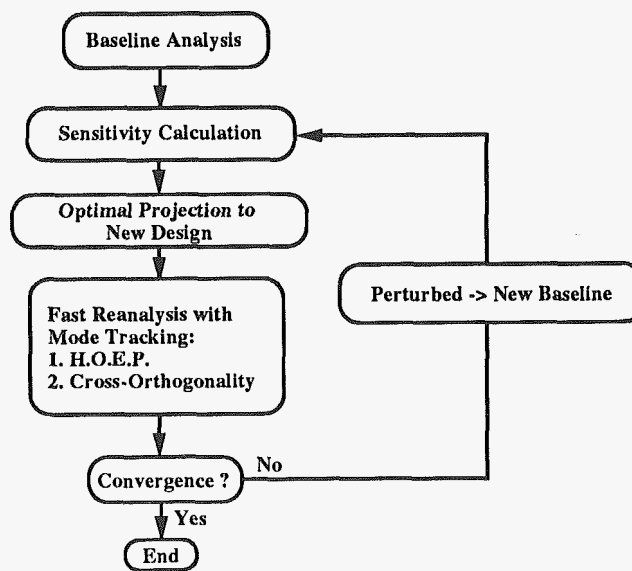 Baseline Analysis
Sensitivity Calculation
Optimal Projection to
New Design
Perturbed -> New Baseline
Fast Reanalysis with
Mode Tracking:
1. H.O.E.P.
2. Cross-Orthogonality
No
Convergence ?
Yes
End